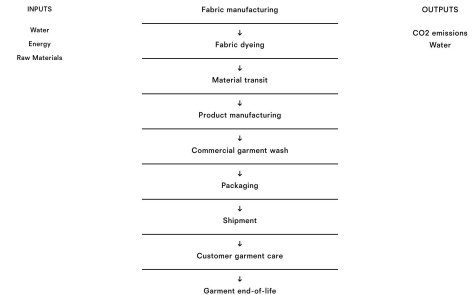 INPUTS
Water
Energy
Raw Materials
Fabric manufacturing
↓
Fabric dyeing
↓
Material transit
↓
Product manufacturing
↓
Commercial garment wash
↓
Packaging
↓
Shipment
↓
Customer garment care
↓
Garment end-of-life
OUTPUTS
CO2 emissions
Water